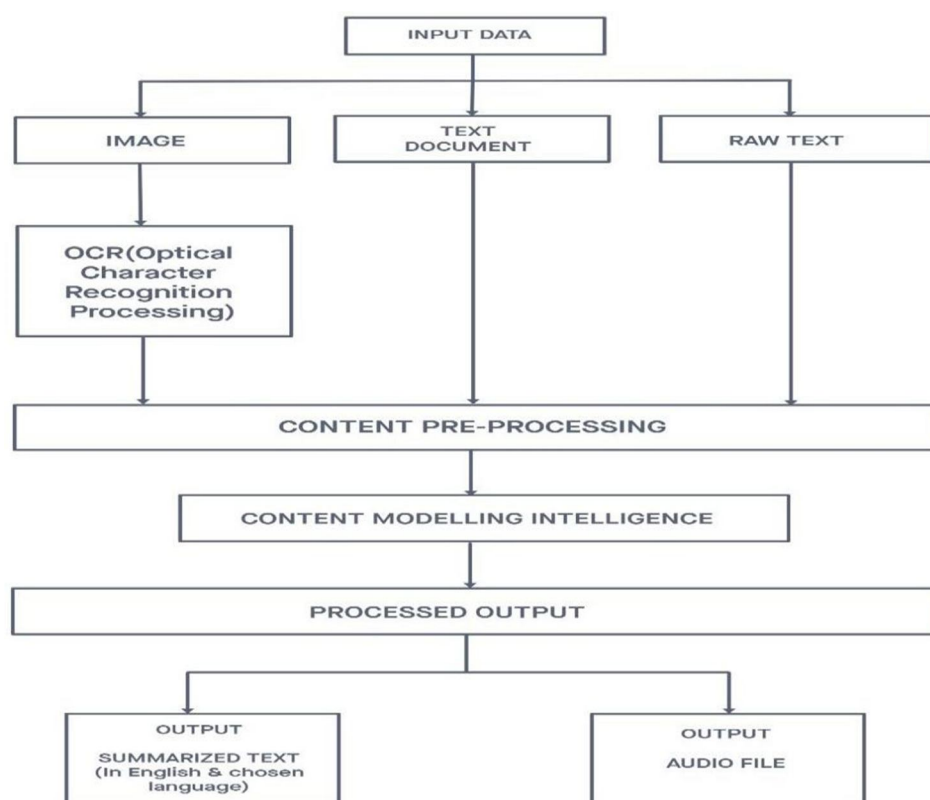 INPUT DATA
IMAGE
TEXT
DOCUMENT
RAW TEXT
OCR(Optical
Character
Recognition
Processing)
CONTENT PRE-PROCESSING
CONTENT MODELLING INTELLIGENCE
PROCESSED OUTPUT
OUTPUT
SUMMARIZED TEXT
(In English & chosen
language)
OUTPUT
AUDIO FILE